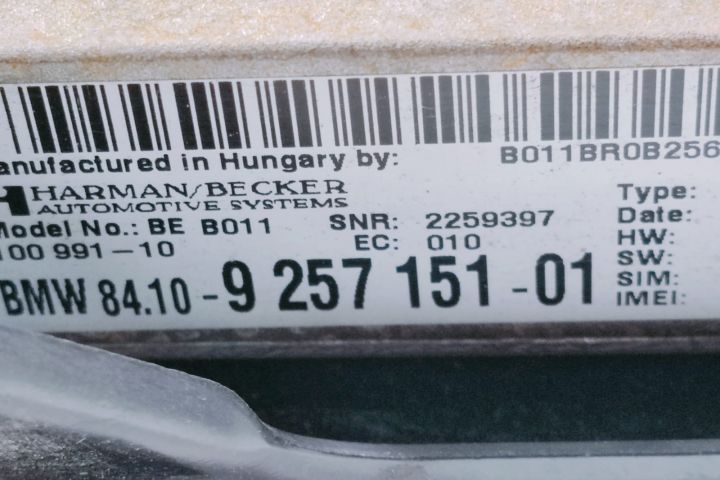 anufactured in Hungary by: B011BR0B256
HARMAN/BECKER
AUTOMOTIVE SYSTEMS
Model No.: BE B011 SNR: 2259397
100 991-10 EC: 010
BMW 84.10-9 257 151-01
Type:
Date:
HW:
SW:
SIM:
IMEI: